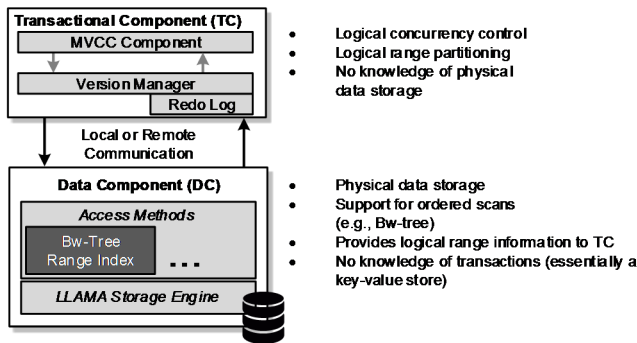 Transactional Component (TC)
MVCC Component
Version Manager
Redo Log
• Logical concurrency control
• Logical range partitioning
• No knowledge of physical
data storage
Local or Remote
Communication
Data Component (DC)
Access Methods
Bw-Tree
Range Index
...
LLAMA Storage Engine
• Physical data storage
• Support for ordered scans
(e.g., Bw-tree)
• Provides logical range information to TC
• No knowledge of transactions (essentially a
key-value store)